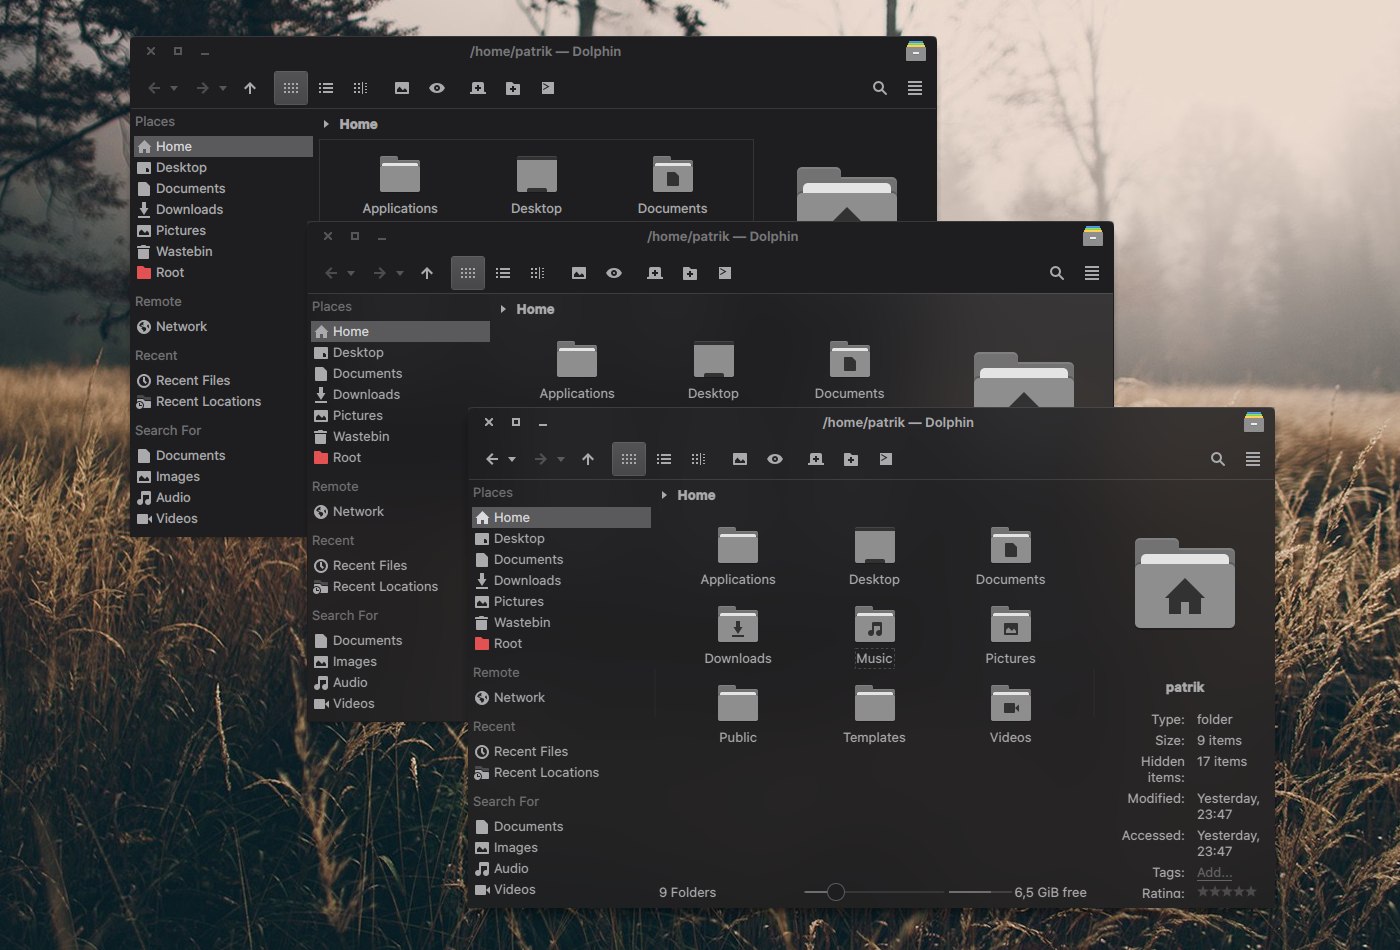 /home/patrik — Dolphin
Places
Home
Desktop
Documents
Downloads
Pictures
Wastebin
Root
Remote
Network
Recent
Recent Files
Recent Locations
Search For
Documents
Images
Audio
Videos
Home
Applications Desktop Documents
/home/patrik — Dolphin
Places
Home
Desktop
Documents
Downloads
Pictures
Wastebin
Root
Remote
Network
Recent
Recent Files
Recent Locations
Search For
Documents
Images
Audio
Videos
Home
Applications Desktop Documents
/home/patrik — Dolphin
Places
Home
Desktop
Documents
Downloads
Pictures
Wastebin
Root
Remote
Network
Recent
Recent Files
Recent Locations
Search For
Documents
Images
Audio
Videos
Home
Applications Desktop Documents
Downloads Music Pictures
Public Templates Videos
9 Folders 6,5 GiB free
patrik
Type: folder
Size: 9 items
Hidden items: 17 items
Modified: Yesterday,
23:47
Accessed: Yesterday,
23:47
Tags: Add...
Rating: